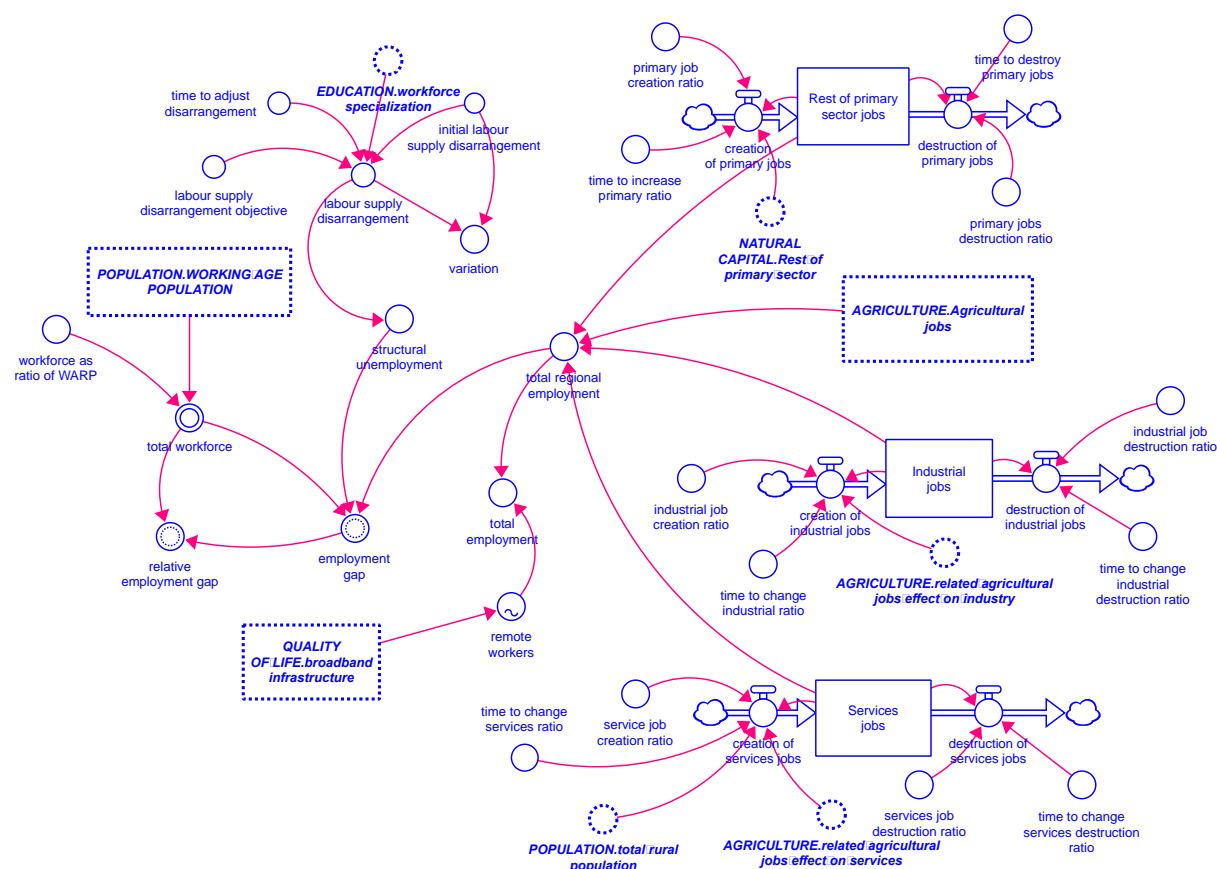 primary job
creation ratio
time to destroy
primary jobs
EDUCATION.workforce
specialization
time to adjust
disarrangement
initial labour
supply disarrangement
Rest of primary
sector jobs
creation
of primary jobs
destruction of
primary jobs
time to increase
primary ratio
labour supply
disarrangement objective
labour supply
disarrangement
primary jobs
destruction ratio
NATURAL
CAPITAL.Rest of
primary sector
variation
POPULATION.WORKING AGE
POPULATION
AGRICULTURE.Agricultural
jobs
workforce as
ratio of WARP
structural
unemployment
total regional
employment
total workforce
industrial job
destruction ratio
Industrial
jobs
industrial job
creation ratio
creation of
industrial jobs
destruction of
industrial jobs
total
employment
employment
gap
relative
employment gap
time to change
industrial ratio
AGRICULTURE.related agricultural
jobs effect on industry
time to change
industrial
destruction ratio
remote
workers
QUALITY
OF LIFE.broadband
infrastructure
time to change
services ratio
service job
creation ratio
Services
jobs
creation of
services jobs
destruction of
services jobs
services job
destruction ratio
time to change
services destruction
ratio
POPULATION.total rural
population
AGRICULTURE.related agricultural
jobs effect on services